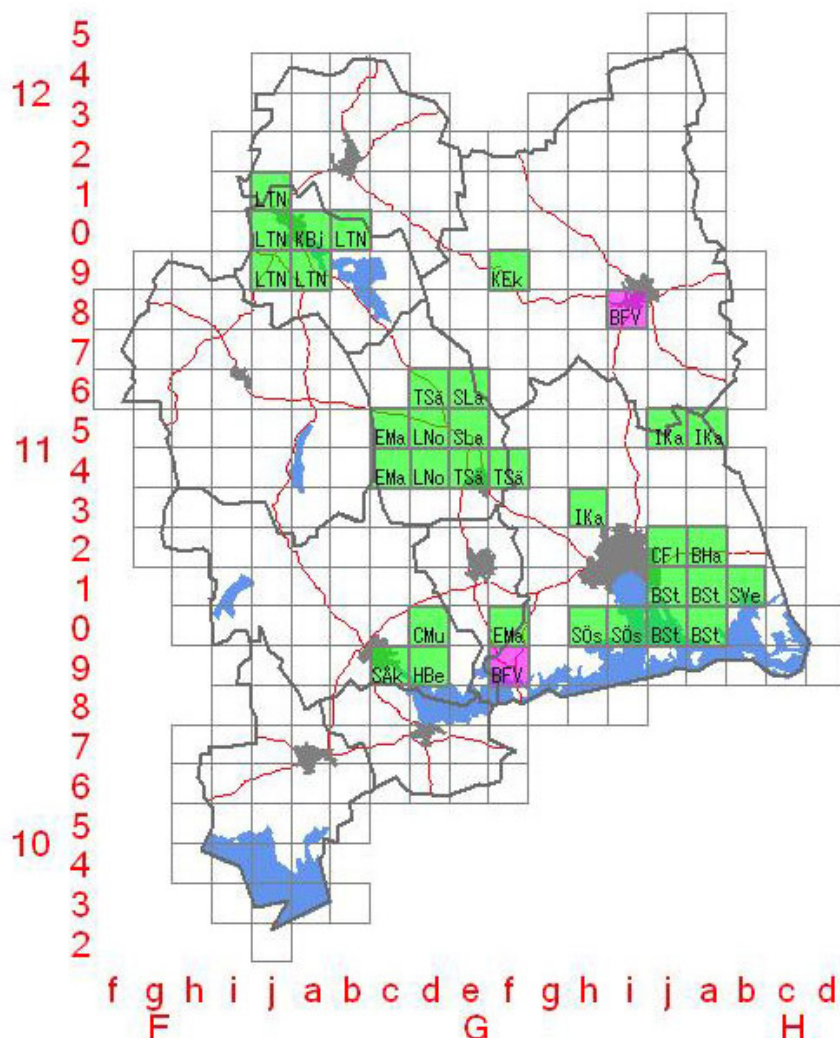 5
12 4
3
2
1
LTN
0
LTN KBj LTN
9
LTN LTN KEk
8
BFV
7
6
TSä SLa
11 5
EMa LNo SLa IKa IKa
4
EMa LNo TSä TSä
3
IKa
2
CFl BHa
1
BSt BSt SVe
0
CMu EMa SÖs SÖs BSt BSt
9
SÅk HBe BFV
8
7
6
10 5
4
3
2
f g h i j a b c d e f g h i j a b c d
F G H